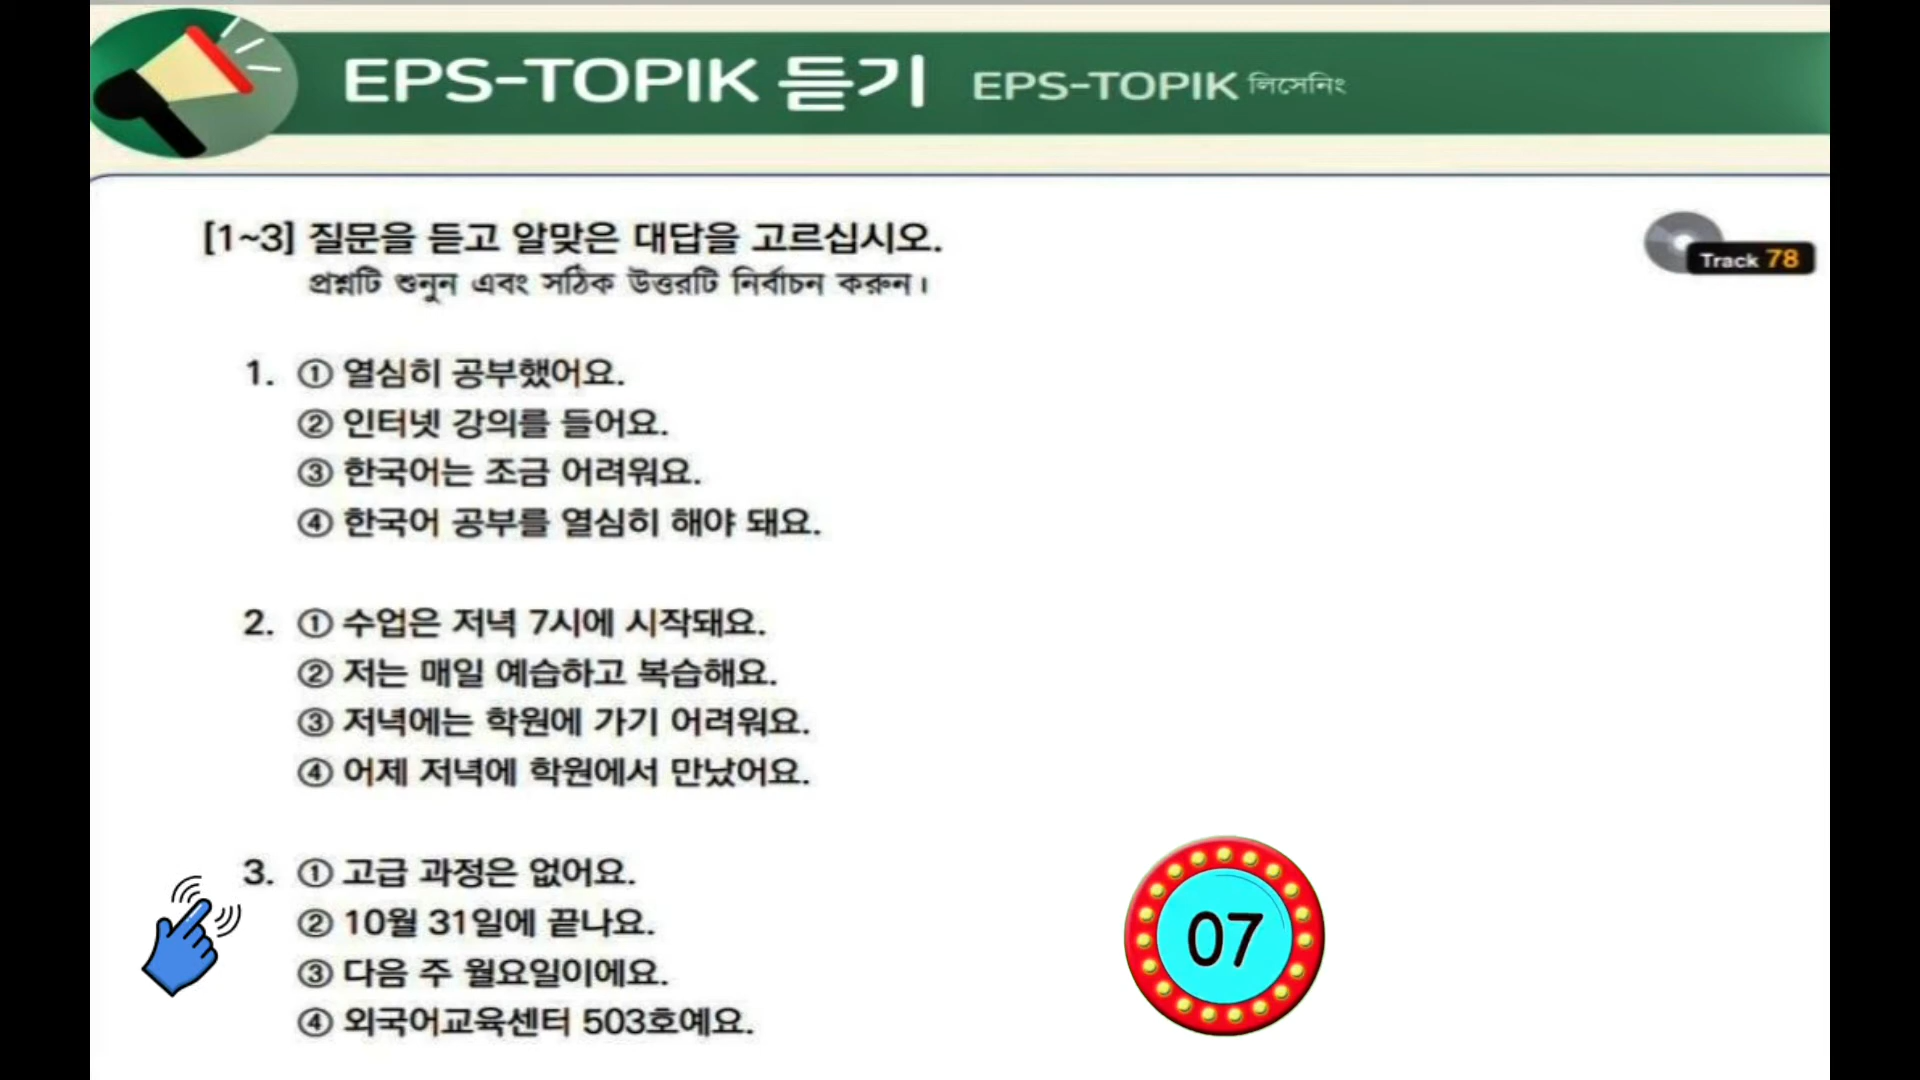 EPS-TOPIK 듣기 EPS-TOPIK লিসেনিং
[1~3] 질문을 듣고 알맞은 대답을 고르십시오.
প্রশ্নটি শুনুন এবং সঠিক উত্তরটি নির্বাচন করুন।
Track 78
1. ① 열심히 공부했어요.
② 인터넷 강의를 들어요.
③ 한국어는 조금 어려워요.
④ 한국어 공부를 열심히 해야 돼요.
2. ① 수업은 저녁 7시에 시작돼요.
② 저는 매일 예습하고 복습해요.
③ 저녁에는 학원에 가기 어려워요.
④ 어제 저녁에 학원에서 만났어요.
3. ① 고급 과정은 없어요.
② 10월 31일에 끝나요.
③ 다음 주 월요일이에요.
④ 외국어교육센터 503호예요.
07